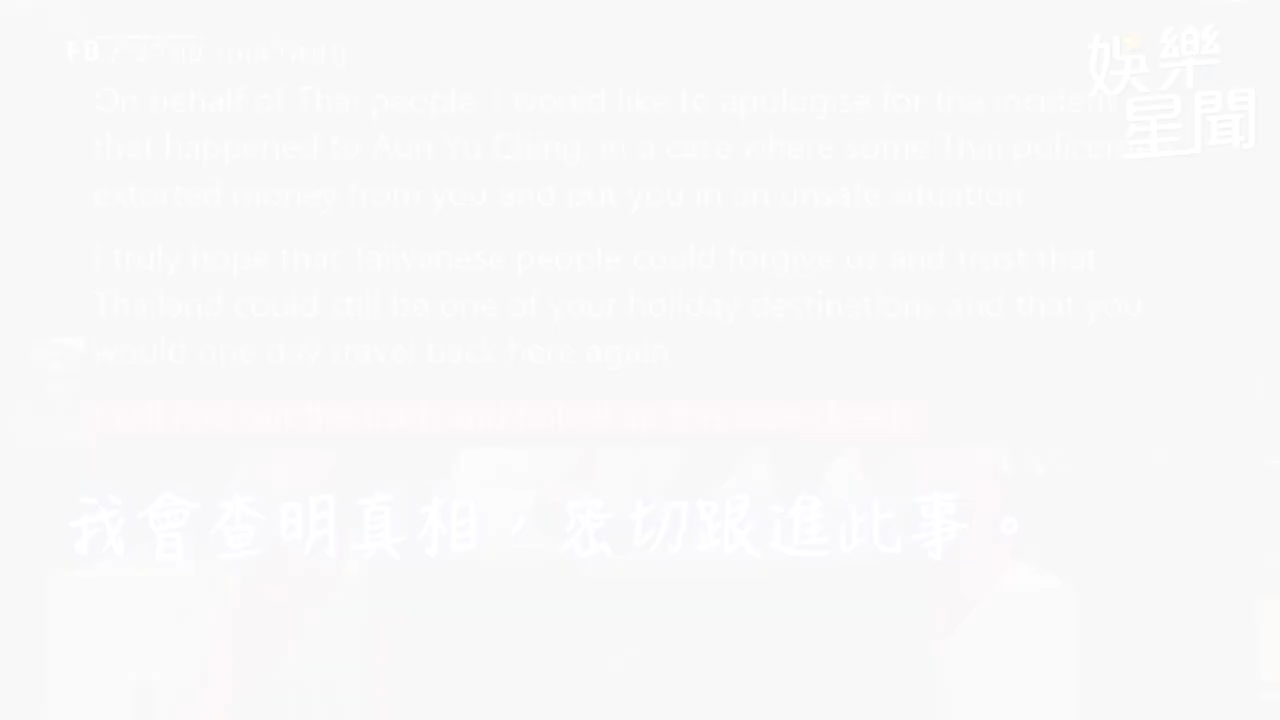 娛樂
星聞
On behalf of Thai people, I would like to apologise for the incident
that happened to Aun Yu Ching, in a case where some Thai
extorted money from you and put you in an unsafe situation
I truly hope that Taiwanese people could forgive us and trust that
Thailand could still be one of your holiday destinations and that you
would one day travel back here again
我會查明真相，密切跟進此事。